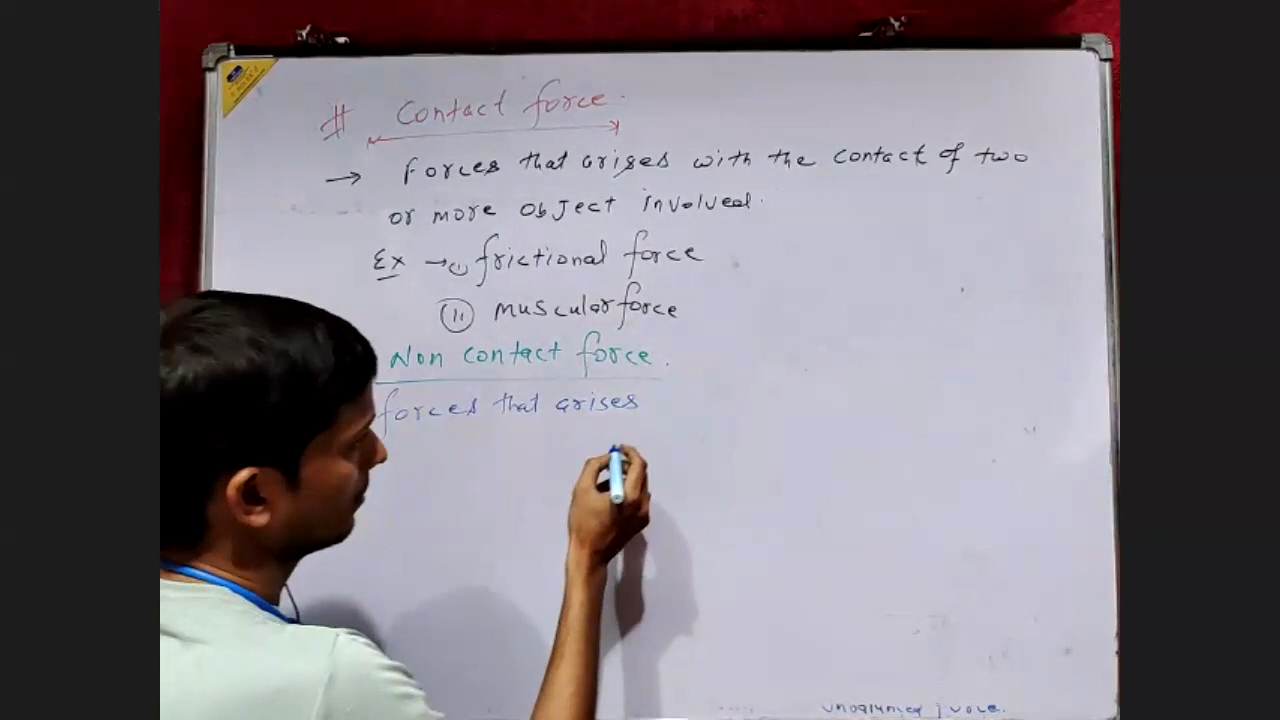 # Contact force.
→ Forces that arises with the contact of two
or more object involved.
Ex → (i) frictional force
(ii) muscular force
Non contact force.
forces that arises